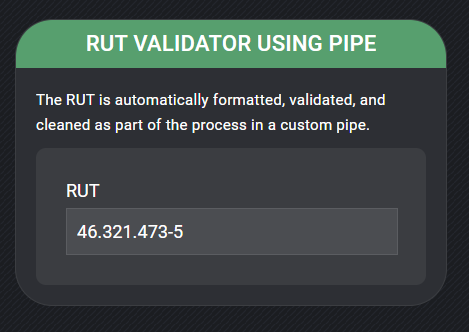 RUT VALIDATOR USING PIPE
The RUT is automatically formatted, validated, and
cleaned as part of the process in a custom pipe.
RUT
46.321.473-5